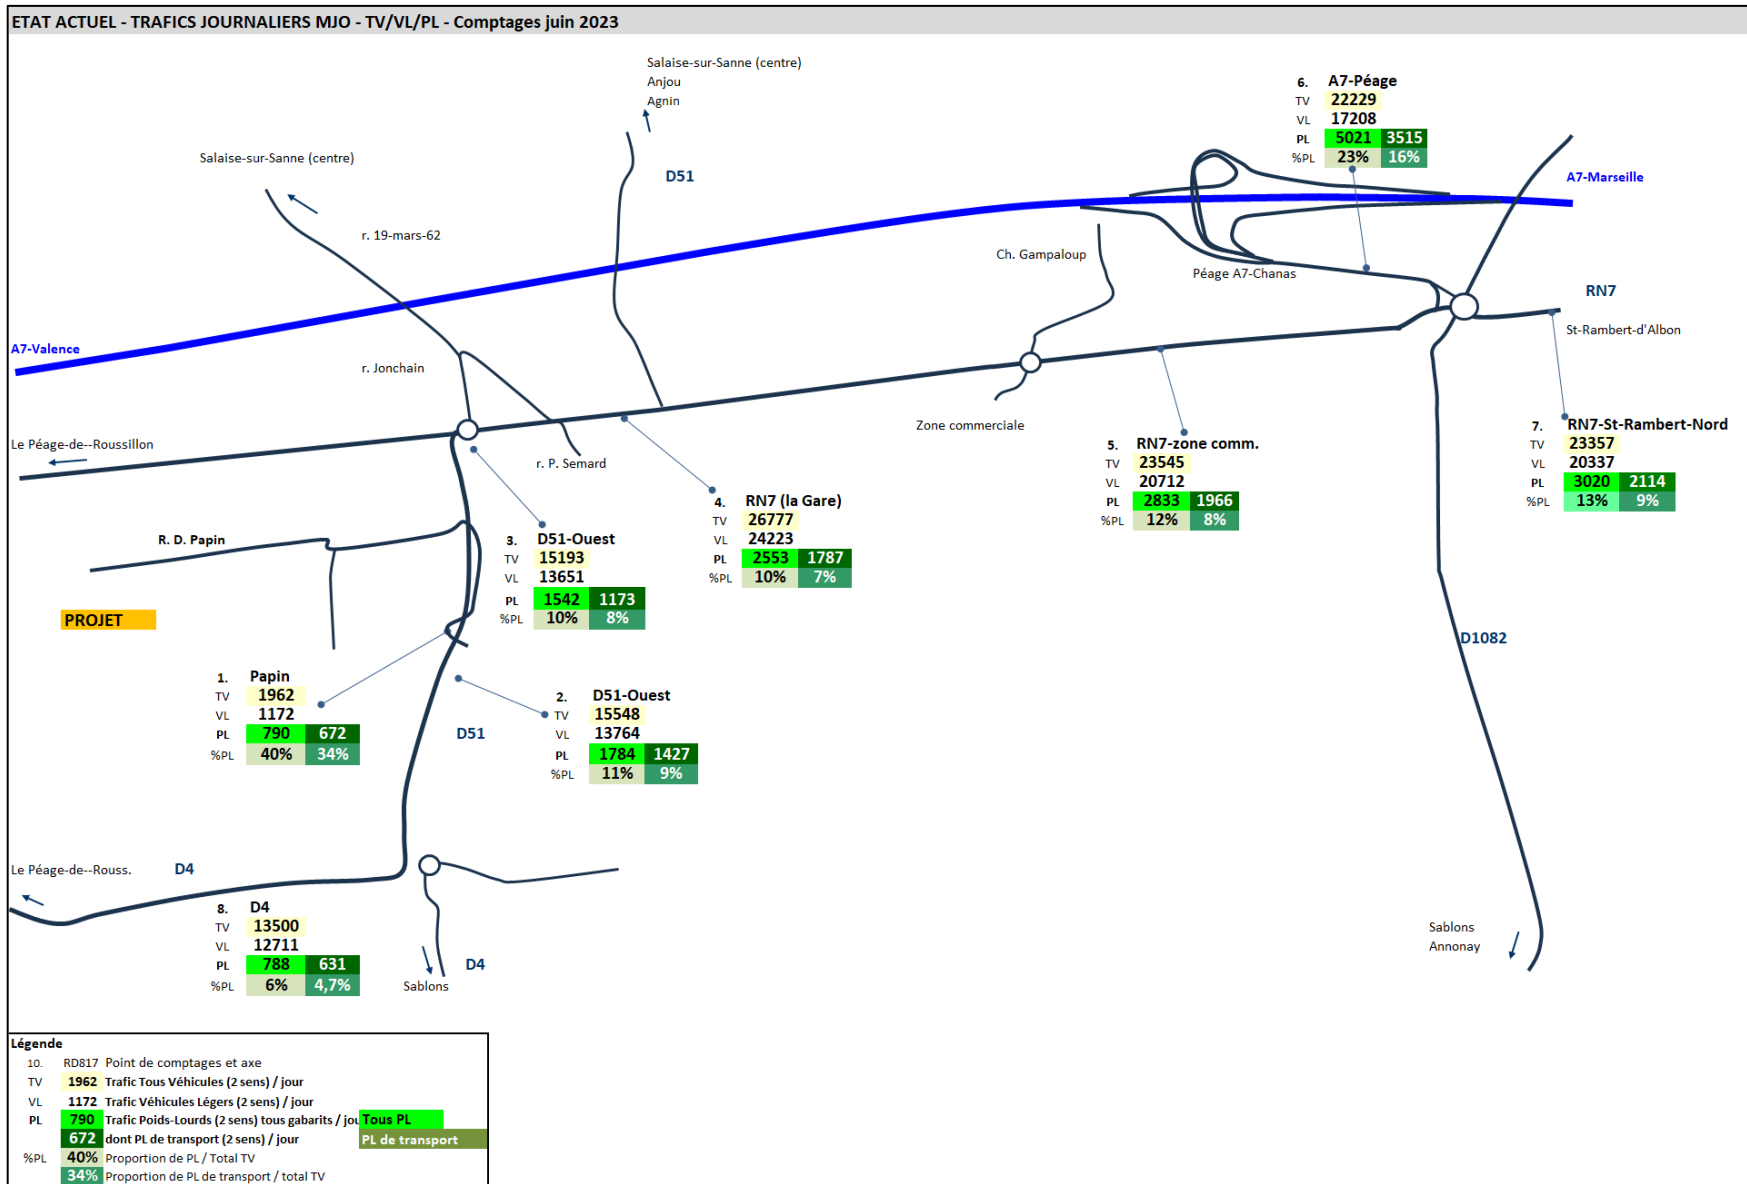 ETAT ACTUEL - TRAFICS JOURNALIERS MJO - TV/VL/PL - Comptages juin 2023
Salaise-sur-Sanne (centre)
Anjou
Agnin
6. A7-Péage
TV 22229
VL 17208
PL 5021 3515
%PL 23% 16%
Salaise-sur-Sanne (centre)
D51
A7-Marseille
r. 19-mars-62
Ch. Gampaloup
Péage A7-Chanas
RN7
St-Rambert-d'Albon
A7-Valence
r. Jonchain
Zone commerciale
Le Péage-de--Roussillon
r. P. Semard
5. RN7-zone comm.
TV 23545
VL 20712
PL 2833 1966
%PL 12% 8%
7. RN7-St-Rambert-Nord
TV 23357
VL 20337
PL 3020 2114
%PL 13% 9%
4. RN7 (la Gare)
TV 26777
VL 24223
PL 2553 1787
%PL 10% 7%
R. D. Papin
3. D51-Ouest
TV 15193
VL 13651
PL 1542 1173
%PL 10% 8%
PROJET
D1082
1. Papin
TV 1962
VL 1172
PL 790 672
%PL 40% 34%
2. D51-Ouest
TV 15548
VL 13764
PL 1784 1427
%PL 11% 9%
D51
Le Péage-de--Rouss.
D4
8. D4
TV 13500
VL 12711
PL 788 631
%PL 6% 4,7%
D4
Sablons
Sablons
Annonay
Légende
10. RD817 Point de comptages et axe
TV 1962 Trafic Tous Véhicules (2 sens) / jour
VL 1172 Trafic Véhicules Légers (2 sens) / jour
PL 790 Trafic Poids-Lourds (2 sens) tous gabarits / jou Tous PL
672 dont PL de transport (2 sens) / jour PL de transport
%PL 40% Proportion de PL / Total TV
34% Proportion de PL de transport / total TV